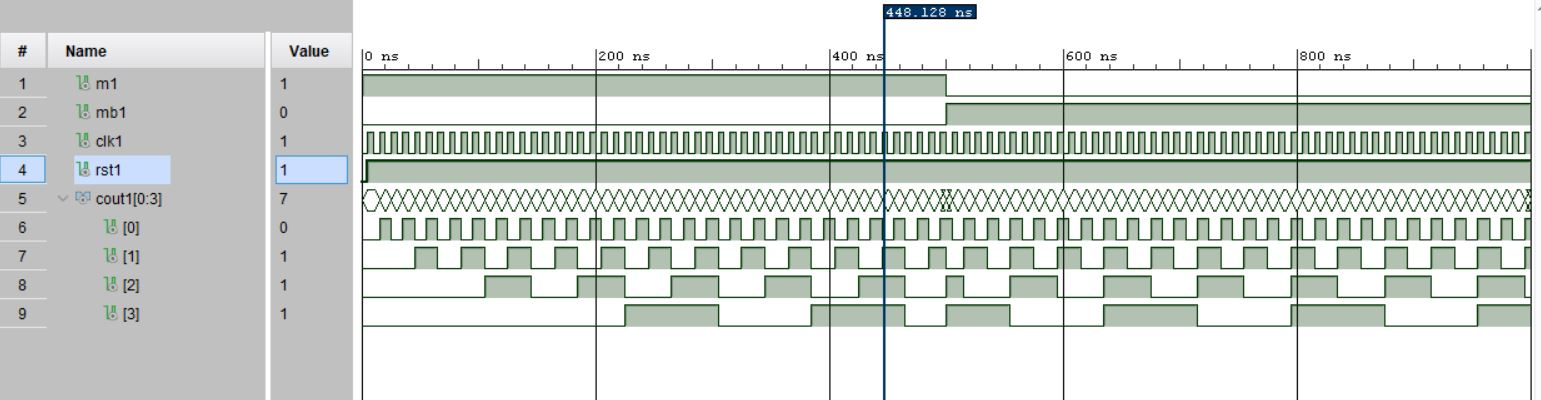 448.128 ns
# Name Value
0 ns 200 ns 400 ns 600 ns 800 ns
1 m1 1
2 mb1 0
3 clk1 1
4 rst1 1
5 cout1[0:3] 7
6 [0] 0
7 [1] 1
8 [2] 1
9 [3] 1